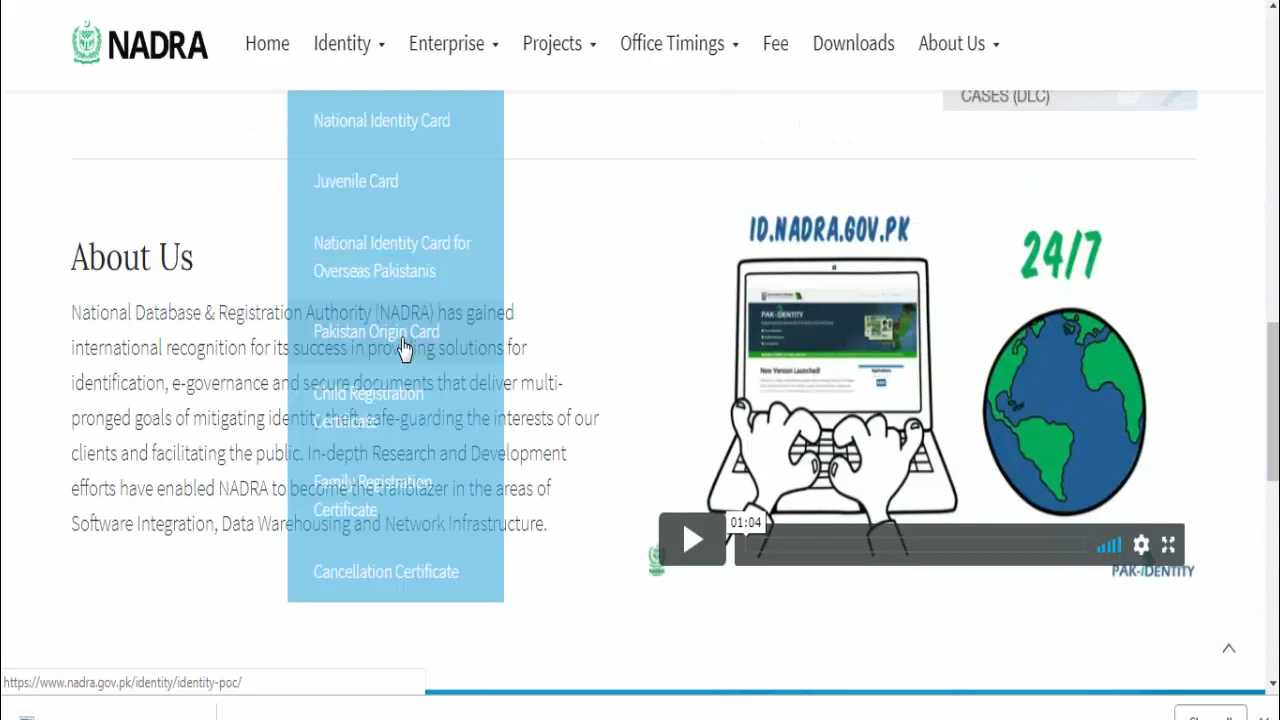 NADRA
Home Identity Enterprise Projects Office Timings Fee Downloads About Us
CASES (DLC)
National Identity Card
Juvenile Card
National Identity Card for
Overseas Pakistanis
Pakistan Origin Card
Child Registration
Certificate
Family Registration
Certificate
Cancellation Certificate
About Us
National Database & Registration Authority (NADRA) has gained
international recognition for its success in providing solutions for
identification, e-governance and secure documents that deliver multi-
pronged goals of mitigating identity theft, safe-guarding the interests of our
clients and facilitating the public. In-depth Research and Development
efforts have enabled NADRA to become the trailblazer in the areas of
Software Integration, Data Warehousing and Network Infrastructure.
ID.NADRA.GOV.PK
24/7
PAK-IDENTITY
New Version Launched!
01:04
PAK-IDENTITY
https://www.nadra.gov.pk/identity/identity-poc/